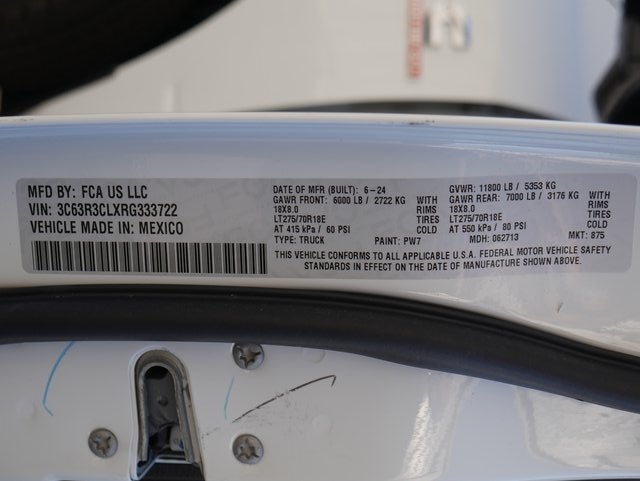 MFD BY: FCA US LLC
VIN: 3C63R3CLXRG333722
VEHICLE MADE IN: MEXICO
DATE OF MFR (BUILT): 6-24
GAWR FRONT: 6000 LB / 2722 KG WITH
18X8.0 RIMS
LT275/70R18E TIRES
AT 415 kPa / 60 PSI COLD
TYPE: TRUCK PAINT: PW7
GVWR: 11800 LB / 5353 KG
GAWR REAR: 7000 LB / 3176 KG WITH
18X8.0 RIMS
LT275/70R18E TIRES
AT 550 kPa / 80 PSI COLD
MDH: 062713 MKT: 875
THIS VEHICLE CONFORMS TO ALL APPLICABLE U.S.A. FEDERAL MOTOR VEHICLE SAFETY
STANDARDS IN EFFECT ON THE DATE OF MANUFACTURE SHOWN ABOVE.